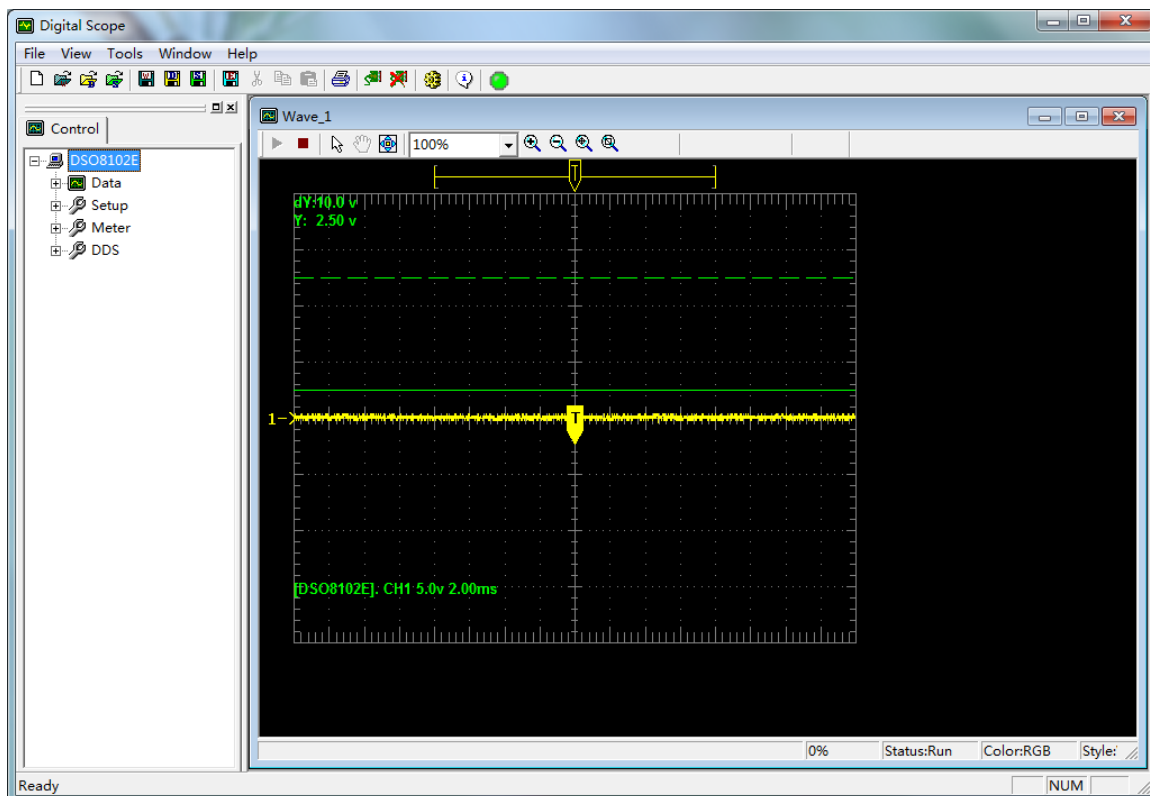 Digital Scope
File View Tools Window Help
Control
DSO8102E
Data
Setup
Meter
DDS
Wave_1
100%
T
dY:10.0 v
Y: 2.50 v
1
T
[DSO8102E]. CH1 5.0v 2.00ms
0% Status:Run Color:RGB Style:
Ready NUM